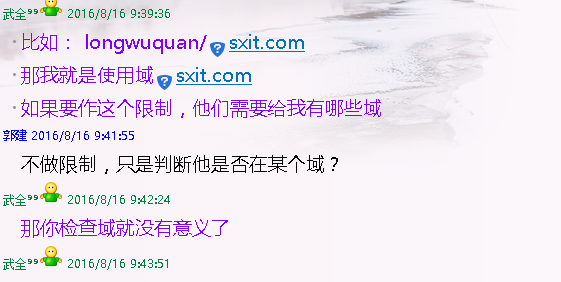 武全⁹⁹ 2016/8/16 9:39:36
· 比如： longwuquan/sxit.com
· 那我就是使用域sxit.com
· 如果要作这个限制，他们需要给我有哪些域
郭建 2016/8/16 9:41:55
不做限制，只是判断他是否在某个域？
武全⁹⁹ 2016/8/16 9:42:24
那你检查域就没有意义了
武全⁹⁹ 2016/8/16 9:43:51